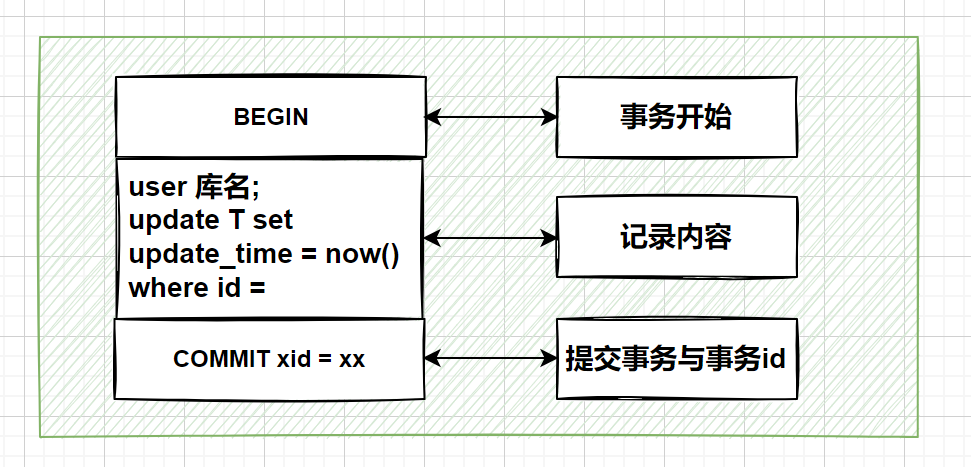 BEGIN
事务开始
user 库名;
update T set
update_time = now()
where id =
记录内容
COMMIT xid = xx
提交事务与事务id